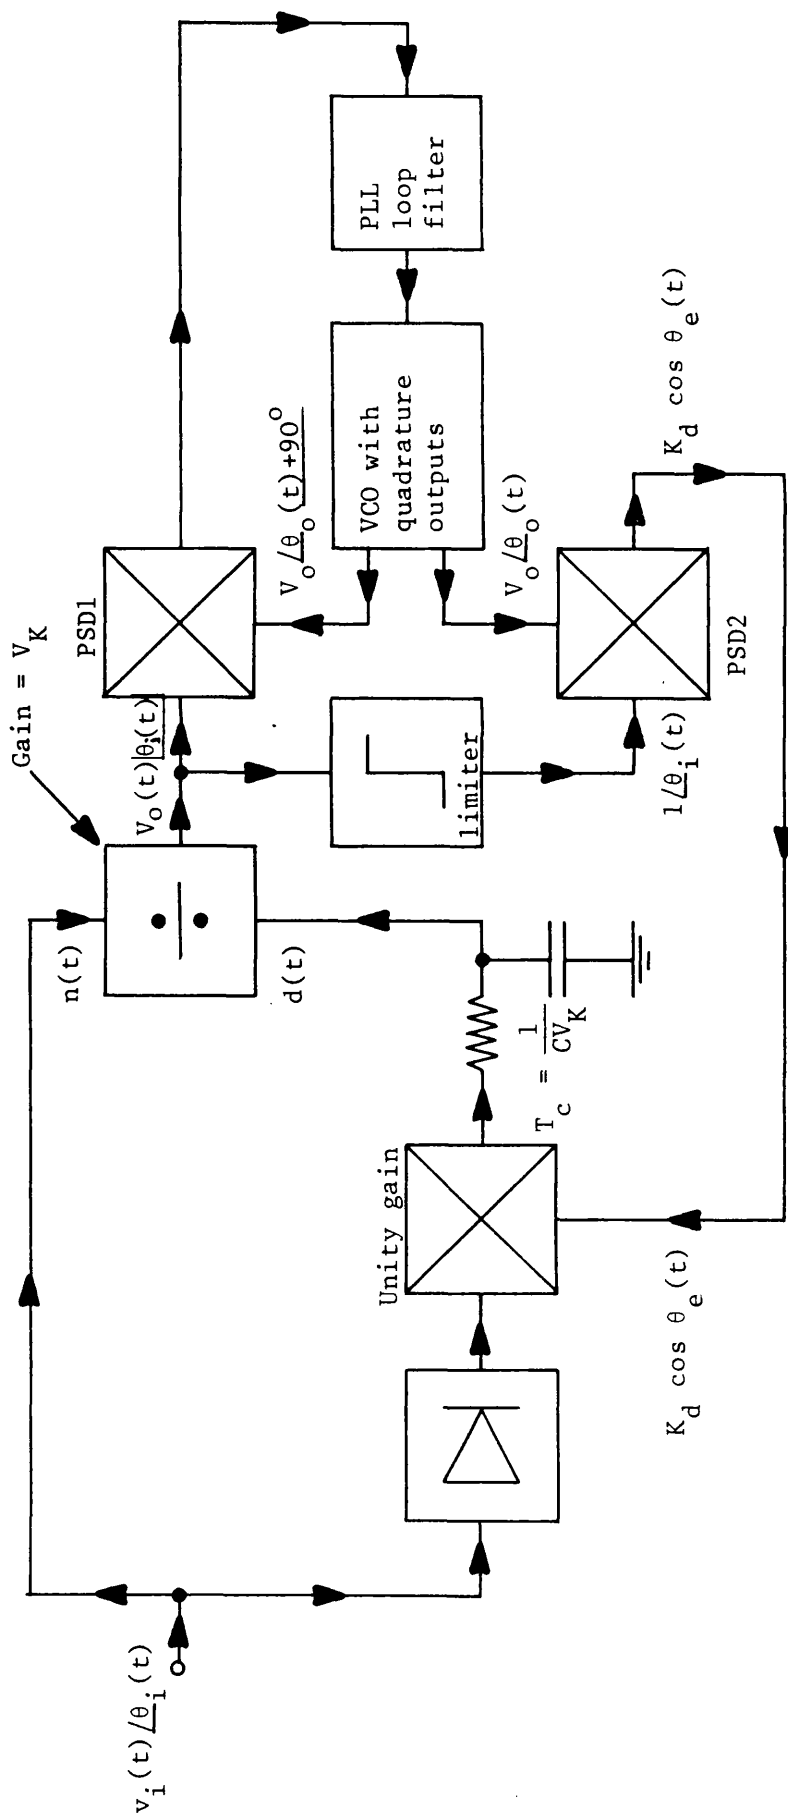 v_i(t)/θ_i(t)
n(t)
d(t)
Gain = V_K
V_o(t)|θ_i(t)
PSD1
V_o/θ_o(t)+90°
PLL
loop
filter
VCO with
quadrature
outputs
V_o/θ_o(t)
limiter
1/θ_i(t)
PSD2
K_d cos θ_e(t)
Unity gain
T_c = 1/CV_K
K_d cos θ_e(t)